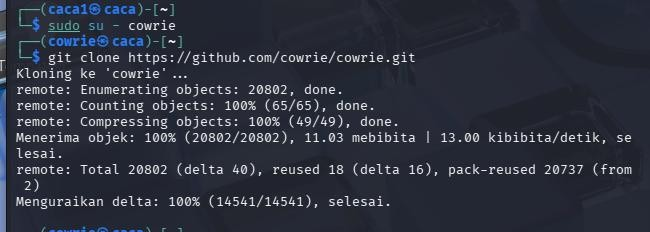 ┌──(caca1㉿caca)-[~]
└─$ sudo su - cowrie
┌──(cowrie㉿caca)-[~]
└─$ git clone https://github.com/cowrie/cowrie.git
Kloning ke 'cowrie'...
remote: Enumerating objects: 20802, done.
remote: Counting objects: 100% (65/65), done.
remote: Compressing objects: 100% (49/49), done.
Menerima objek: 100% (20802/20802), 11.03 mebibita | 13.00 kibibita/detik, se
lesai.
remote: Total 20802 (delta 40), reused 18 (delta 16), pack-reused 20737 (from
 2)
Menguraikan delta: 100% (14541/14541), selesai.